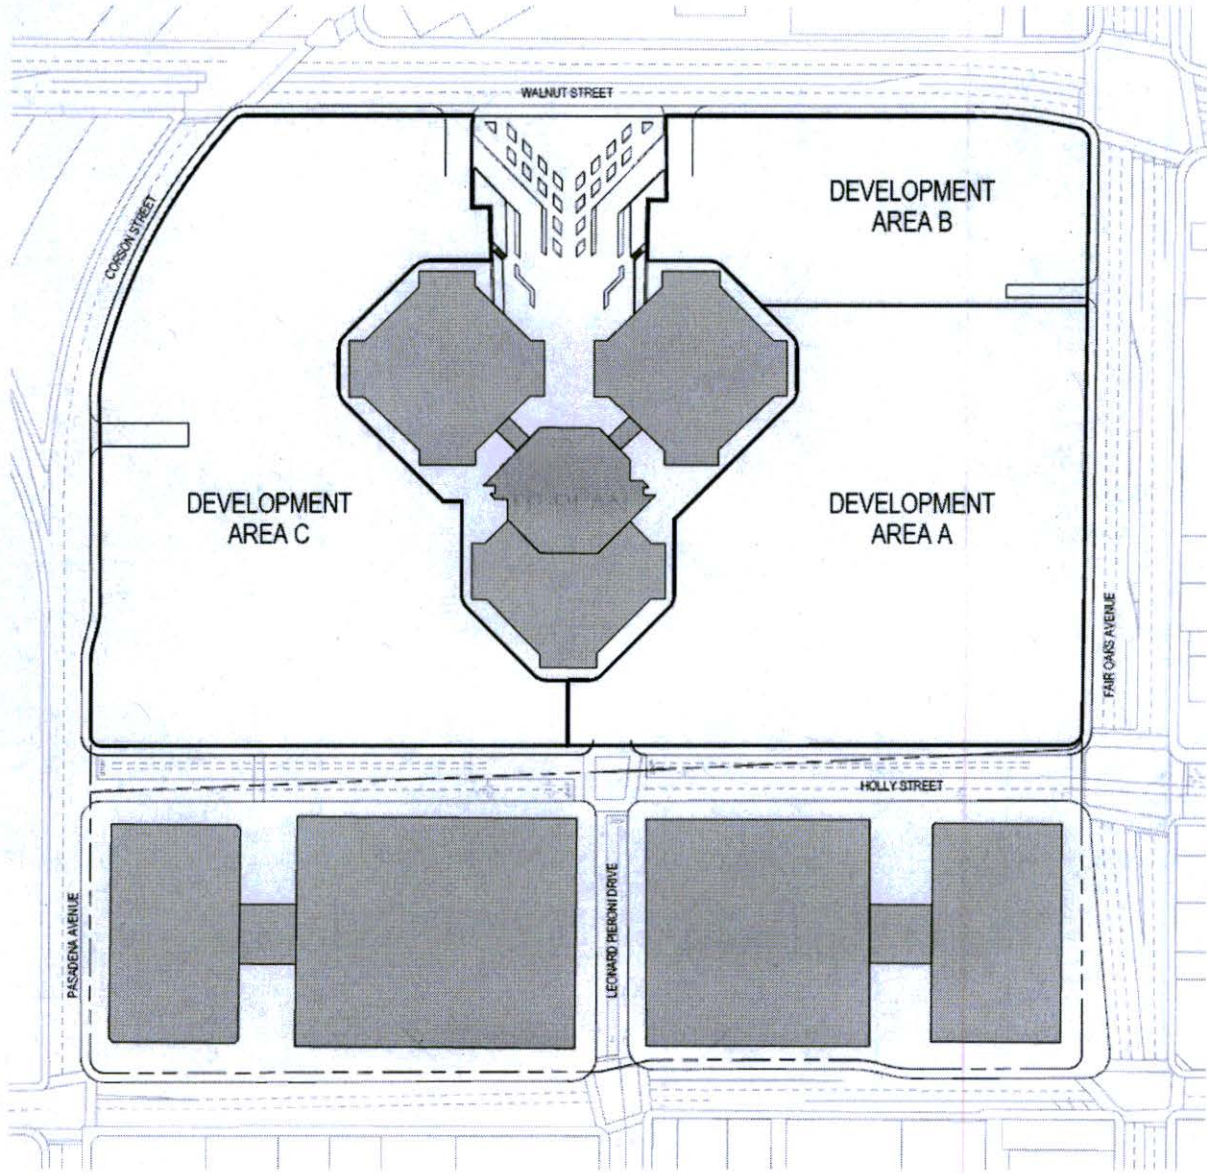 WALNUT STREET
DEVELOPMENT
AREA B
CORSON STREET
DEVELOPMENT
AREA C
DEVELOPMENT
AREA A
FAIR OAKS AVENUE
HOLLY STREET
PASADENA AVENUE
LEONARD PIERONI DRIVE